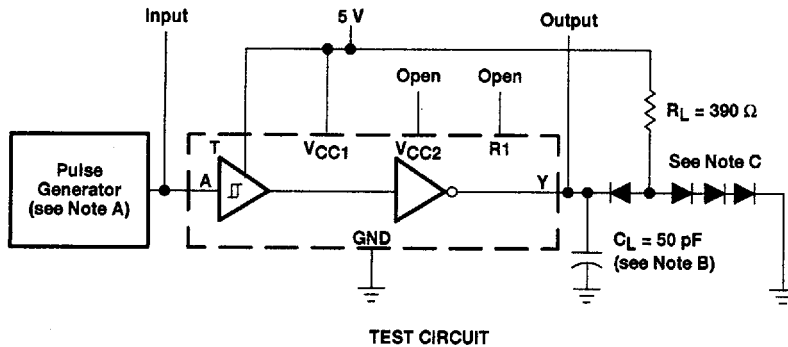 Input
5 V
Output
Open
Open
R_L = 390 Ω
T
V_CC1
V_CC2
R1
Pulse
Generator
(see Note A)
A
Y
See Note C
GND
C_L = 50 pF
(see Note B)
TEST CIRCUIT